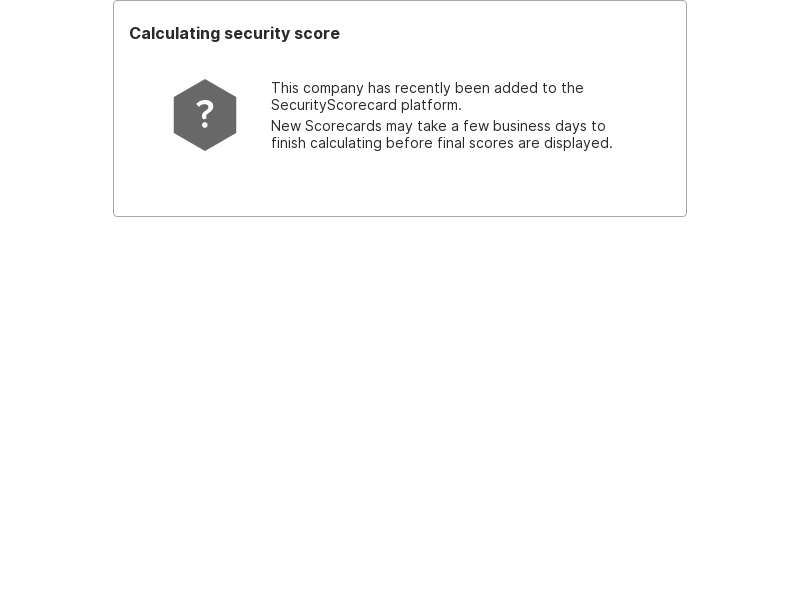 Calculating security score
?
This company has recently been added to the
SecurityScorecard platform.
New Scorecards may take a few business days to
finish calculating before final scores are displayed.